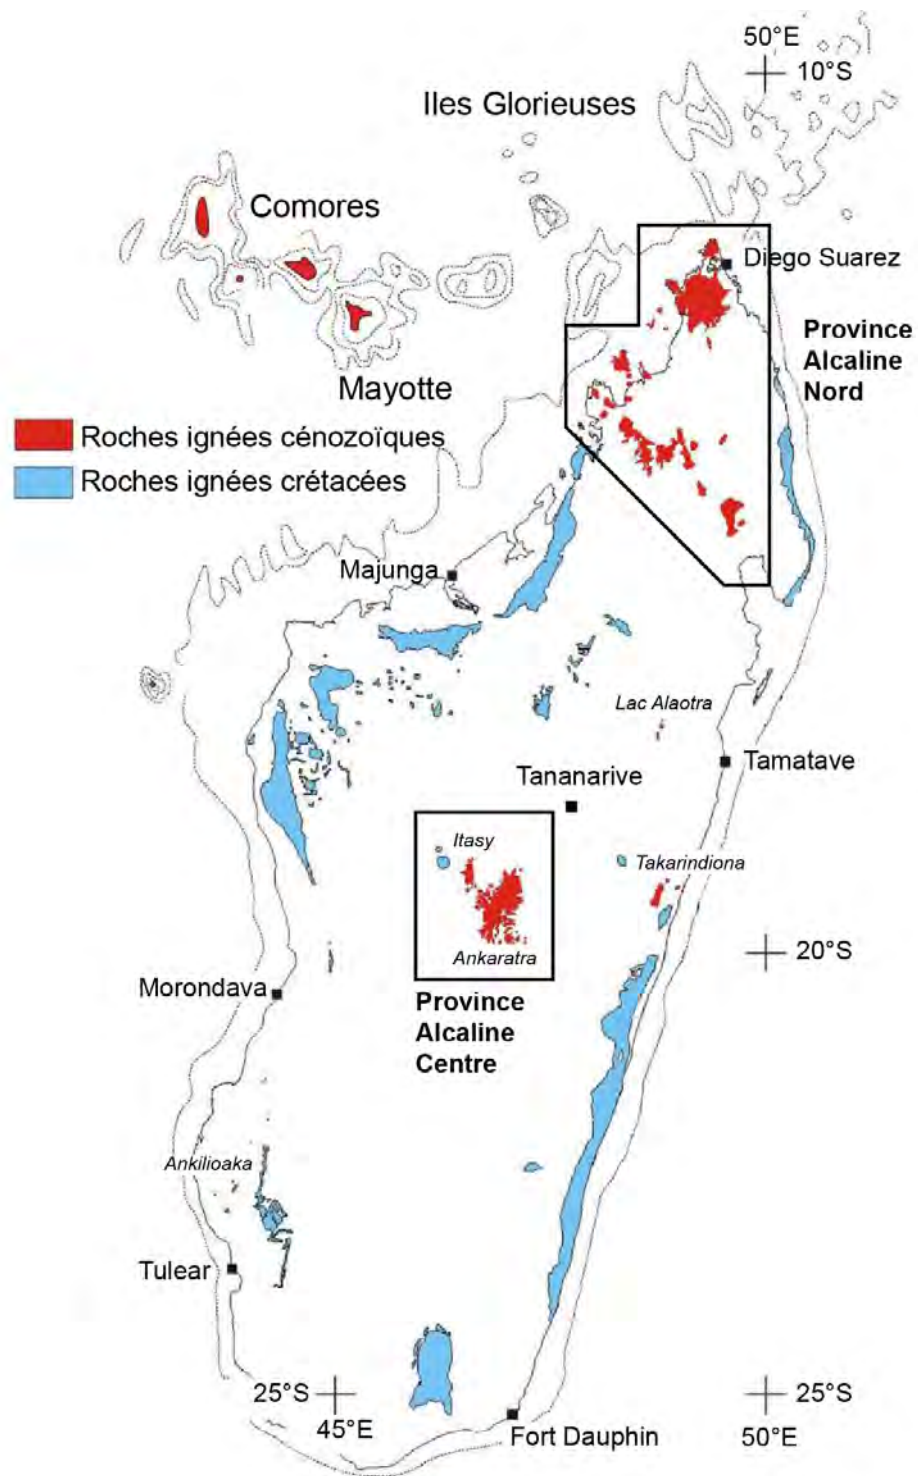 50°E
10°S
Iles Glorieuses
Comores
Diego Suarez
Province
Alcaline
Nord
Mayotte
Roches ignées cénozoïques
Roches ignées crétacées
Majunga
Lac Alaotra
Tamatave
Tananarive
Itasy
Takarindiona
Ankaratra
20°S
Morondava
Province
Alcaline
Centre
Ankilioaka
Tulear
25°S
25°S
45°E
50°E
Fort Dauphin